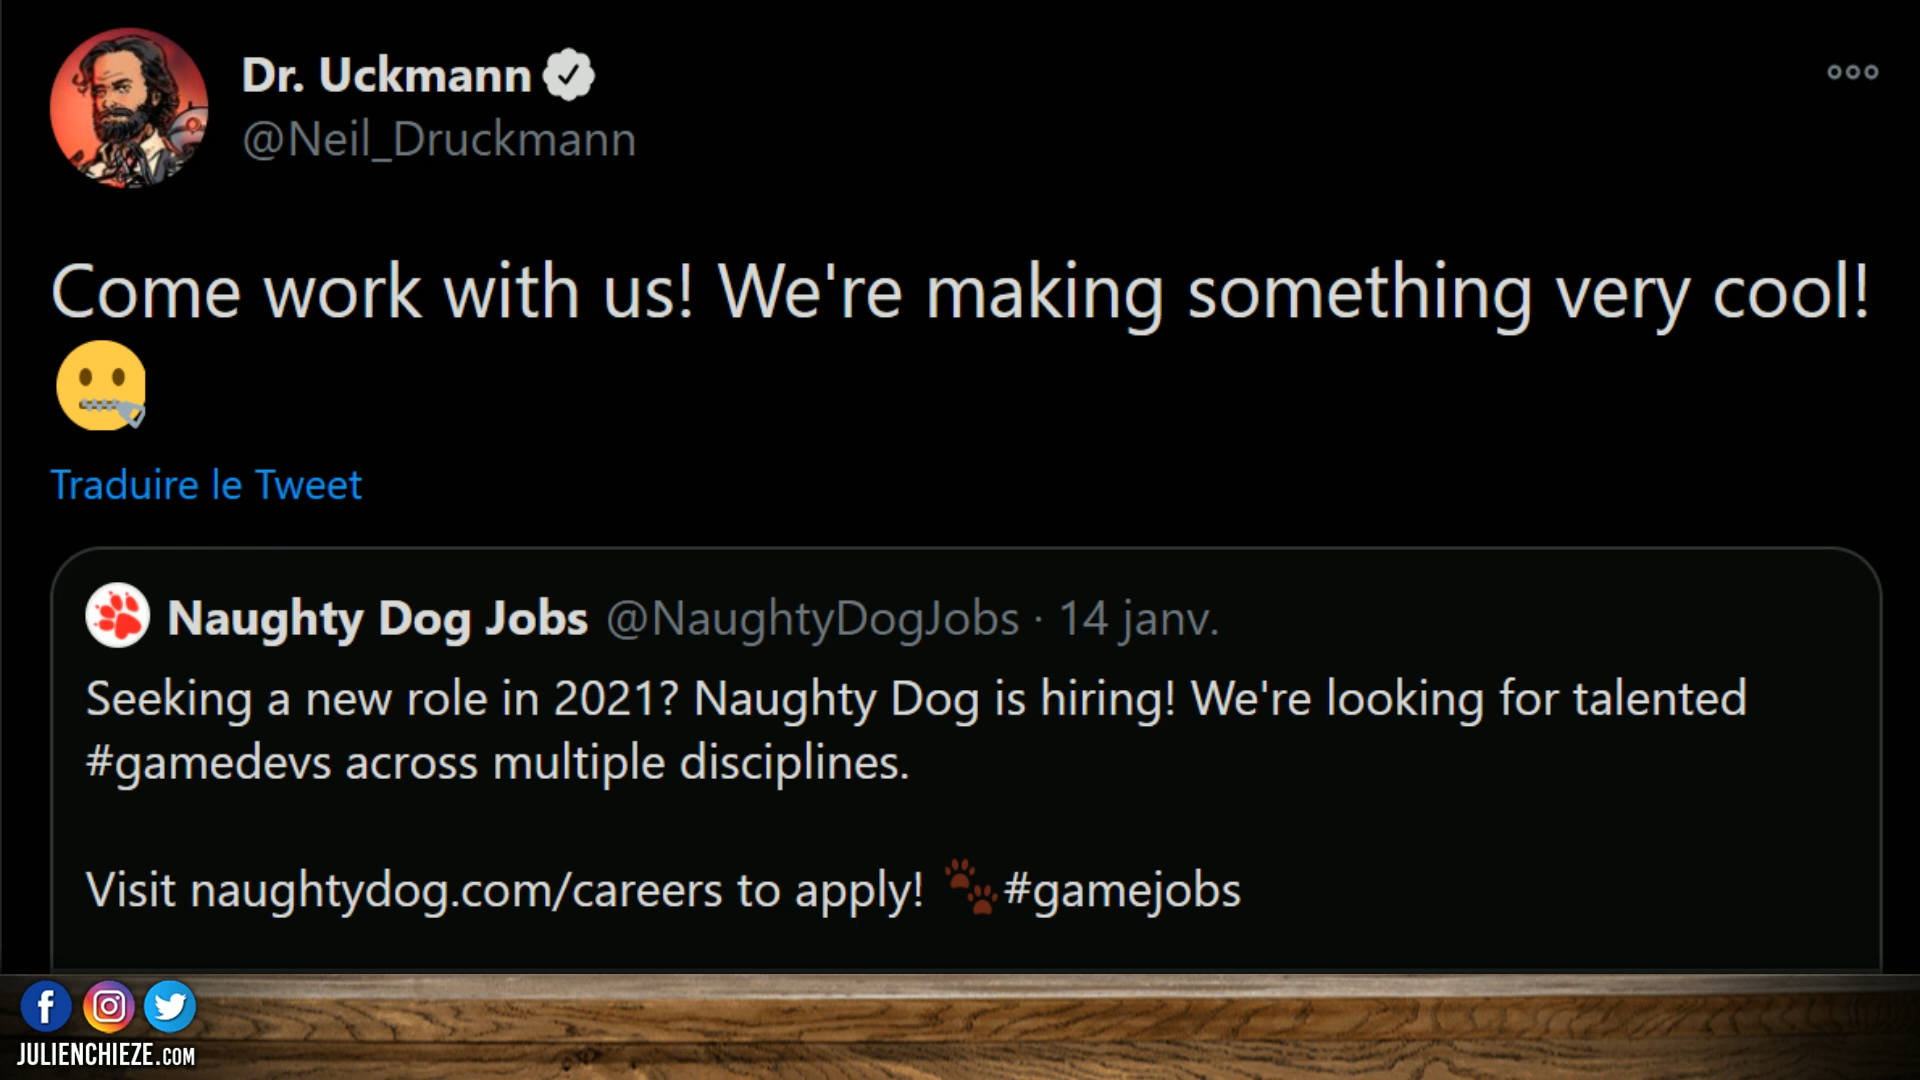 Dr. Uckmann
@Neil_Druckmann
Come work with us! We're making something very cool!
Traduire le Tweet
Naughty Dog Jobs @NaughtyDogJobs · 14 janv.
Seeking a new role in 2021? Naughty Dog is hiring! We're looking for talented
#gamedevs across multiple disciplines.
Visit naughtydog.com/careers to apply! 🐾#gamejobs
JULIENCHIEZE.COM